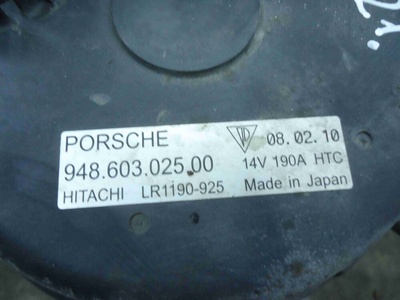 PORSCHE 08.02.10
948.603.025.00 14V 190A HTC
HITACHI LR1190-925 Made in Japan